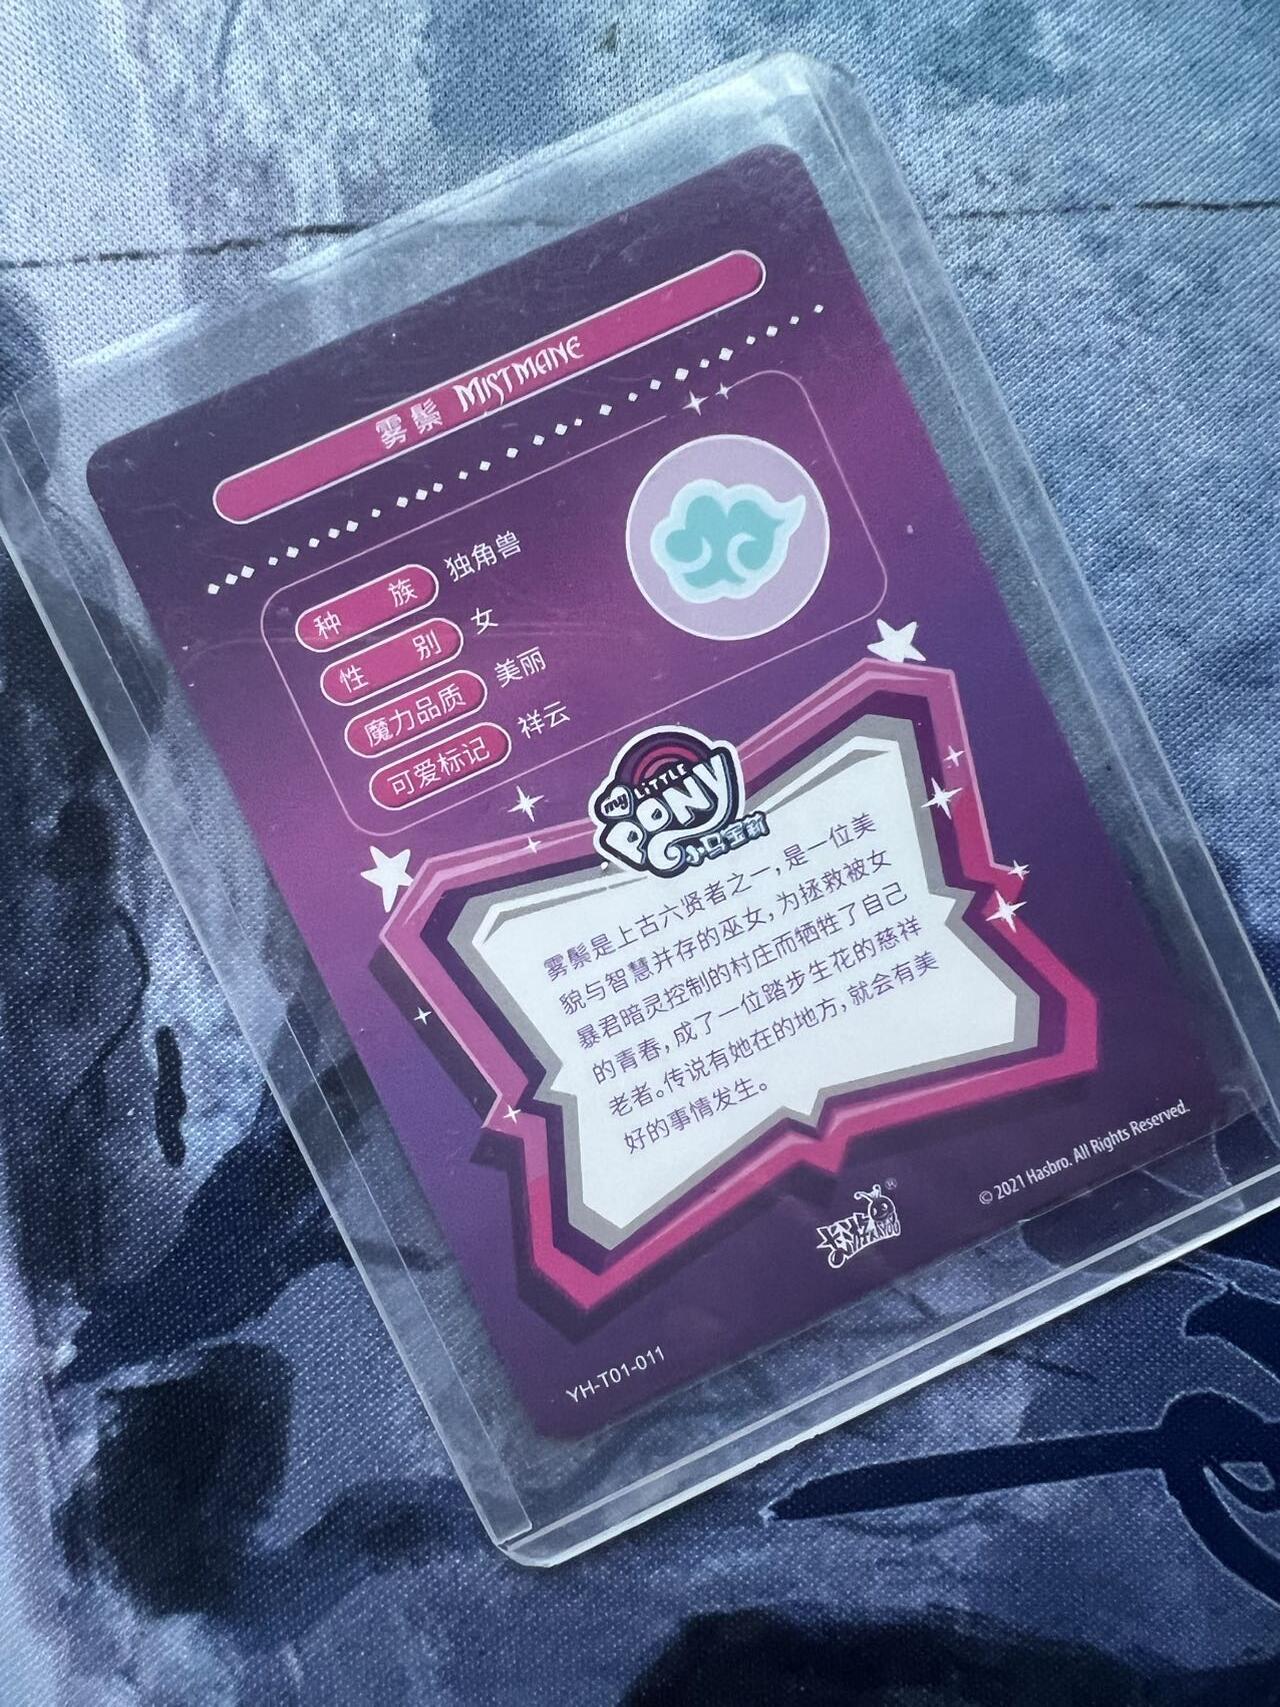 雾鬃 MISTMANE
种 族 独角兽
性 别 女
魔力品质 美丽
可爱标记 祥云
my LITTLE PONY
小马宝莉
雾鬃是上古六贤者之一，是一位美
貌与智慧并存的巫女，为拯救被女
暴君暗灵控制的村庄而牺牲了自己
的青春，成了一位踏步生花的慈祥
老者。传说有她在的地方，就会有美
好的事情发生。
卡游 KAYOU ®
© 2021 Hasbro. All Rights Reserved.
YH-T01-011